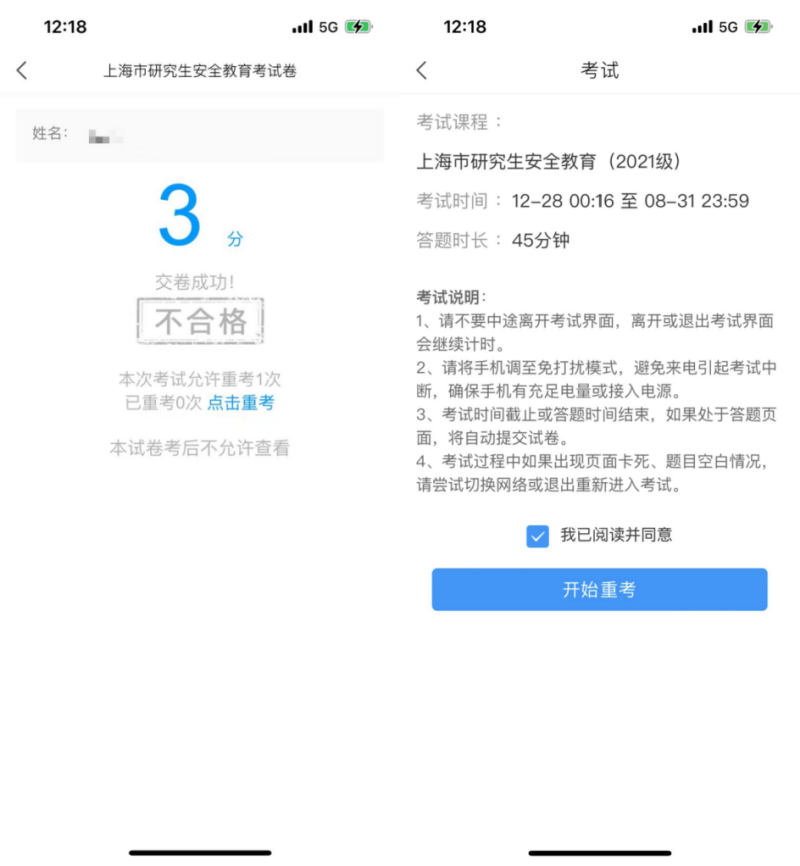 12:18
5G
上海市研究生安全教育考试卷
姓名：
3 分
交卷成功！
不合格
本次考试允许重考1次
已重考0次 点击重考
本试卷考后不允许查看
12:18
5G
考试
考试课程：
上海市研究生安全教育（2021级）
考试时间： 12-28 00:16 至 08-31 23:59
答题时长： 45分钟
考试说明：
1、请不要中途离开考试界面，离开或退出考试界面
会继续计时。
2、请将手机调至免打扰模式，避免来电引起考试中
断，确保手机有充足电量或接入电源。
3、考试时间截止或答题时间结束，如果处于答题页
面，将自动提交试卷。
4、考试过程中如果出现页面卡死、题目空白情况，
请尝试切换网络或退出重新进入考试。
我已阅读并同意
开始重考